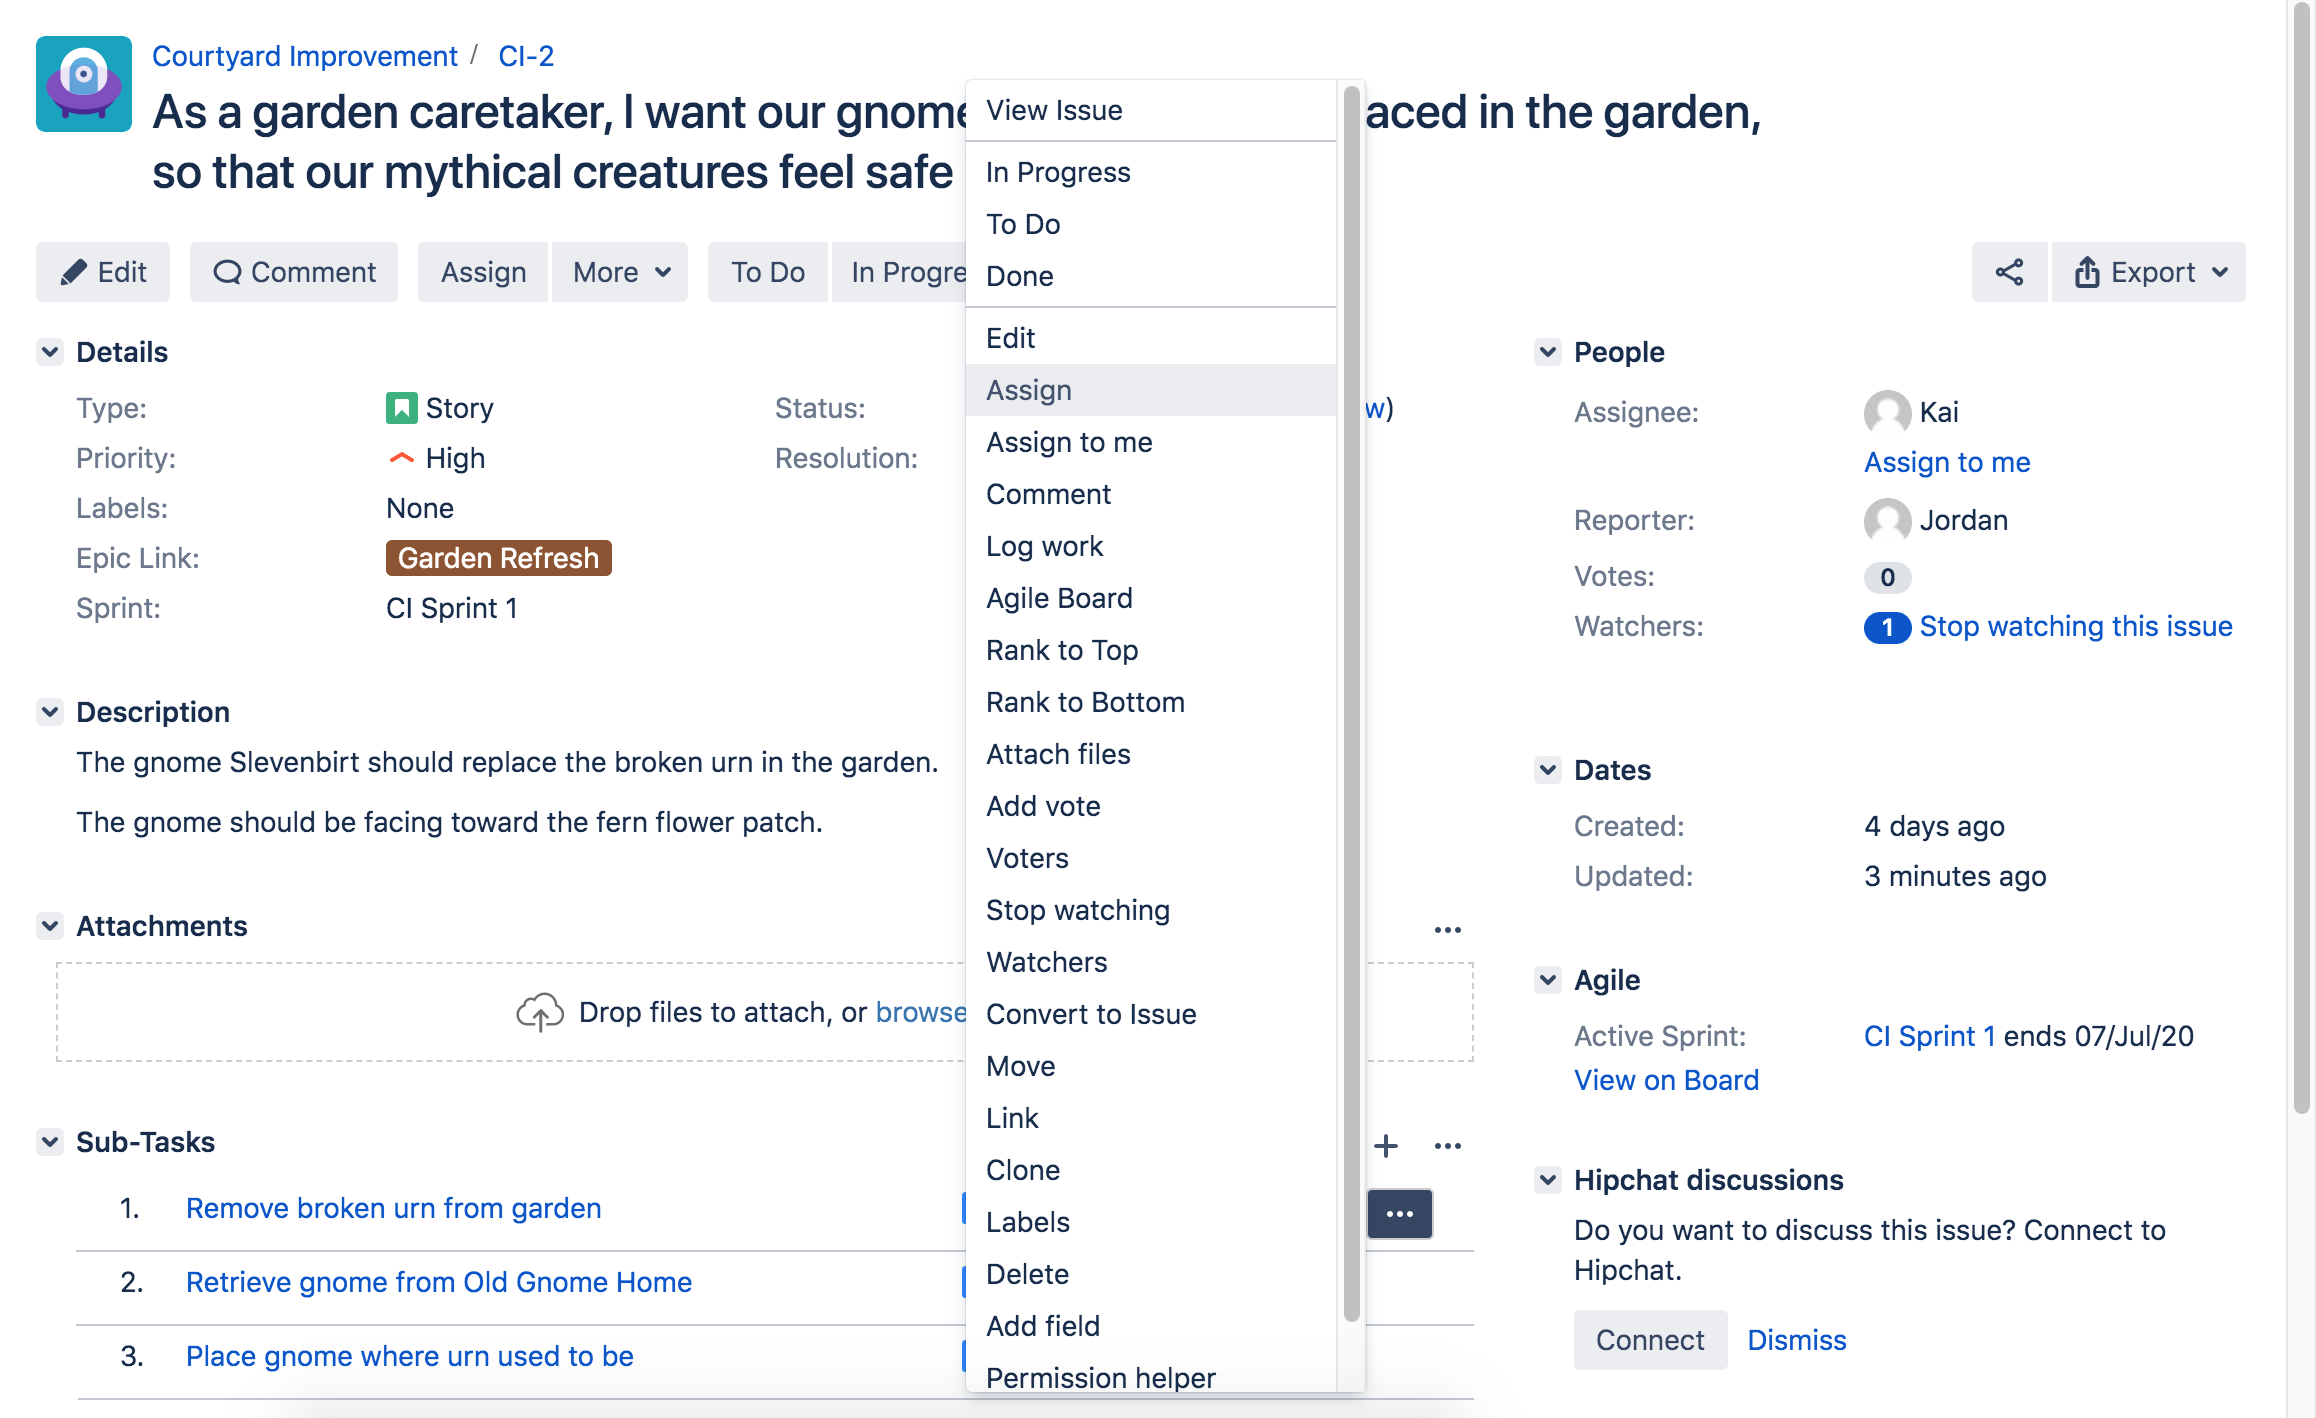 Courtyard Improvement / CI-2
As a garden caretaker, I want our gnome aced in the garden,
so that our mythical creatures feel safe
Edit
Comment
Assign
More
To Do
In Progre
Export
Details
Type: Story
Status: w)
Priority: High
Resolution:
Labels: None
Epic Link: Garden Refresh
Sprint: CI Sprint 1
Description
The gnome Slevenbirt should replace the broken urn in the garden.
The gnome should be facing toward the fern flower patch.
Attachments
Drop files to attach, or browse
Sub-Tasks
1. Remove broken urn from garden
2. Retrieve gnome from Old Gnome Home
3. Place gnome where urn used to be
View Issue
In Progress
To Do
Done
Edit
Assign
Assign to me
Comment
Log work
Agile Board
Rank to Top
Rank to Bottom
Attach files
Add vote
Voters
Stop watching
Watchers
Convert to Issue
Move
Link
Clone
Labels
Delete
Add field
Permission helper
People
Assignee: Kai
Assign to me
Reporter: Jordan
Votes: 0
Watchers: 1 Stop watching this issue
Dates
Created: 4 days ago
Updated: 3 minutes ago
Agile
Active Sprint: CI Sprint 1 ends 07/Jul/20
View on Board
Hipchat discussions
Do you want to discuss this issue? Connect to
Hipchat.
Connect
Dismiss